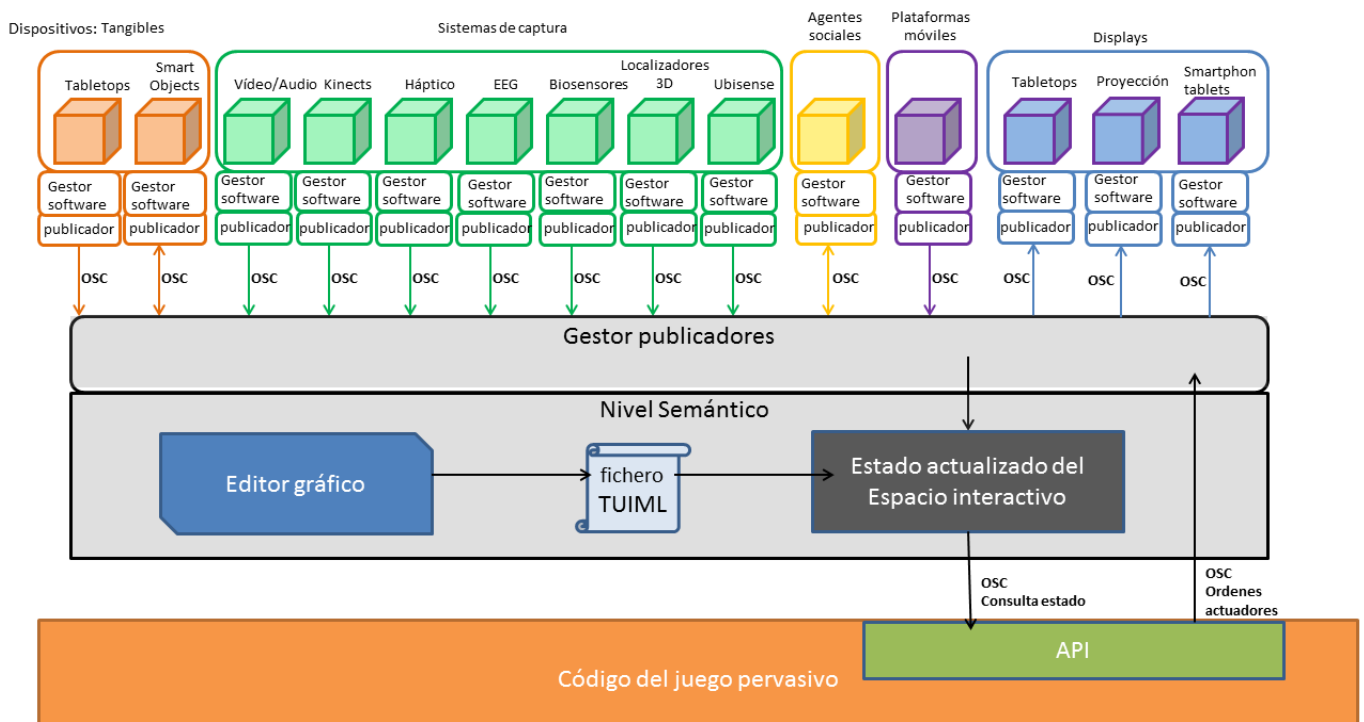 Dispositivos: Tangibles
Sistemas de captura
Agentes
sociales
Plataformas
móviles
Displays
Tabletops
Smart
Objects
Vídeo/Audio
Kinects
Háptico
EEG
Biosensores
Localizadores
3D
Ubisense
Tabletops
Proyección
Smartphon
tablets
Gestor
software
Gestor
software
Gestor
software
Gestor
software
Gestor
software
Gestor
software
Gestor
software
Gestor
software
Gestor
software
Gestor
software
Gestor
software
Gestor
software
Gestor
software
Gestor
software
publicador
publicador
publicador
publicador
publicador
publicador
publicador
publicador
publicador
publicador
publicador
publicador
publicador
publicador
OSC
OSC
OSC
OSC
OSC
OSC
OSC
OSC
OSC
OSC
OSC
OSC
OSC
OSC
Gestor publicadores
Nivel Semántico
Editor gráfico
fichero
TUIML
Estado actualizado del
Espacio interactivo
OSC
Consulta estado
OSC
Ordenes
actuadores
API
Código del juego pervasivo